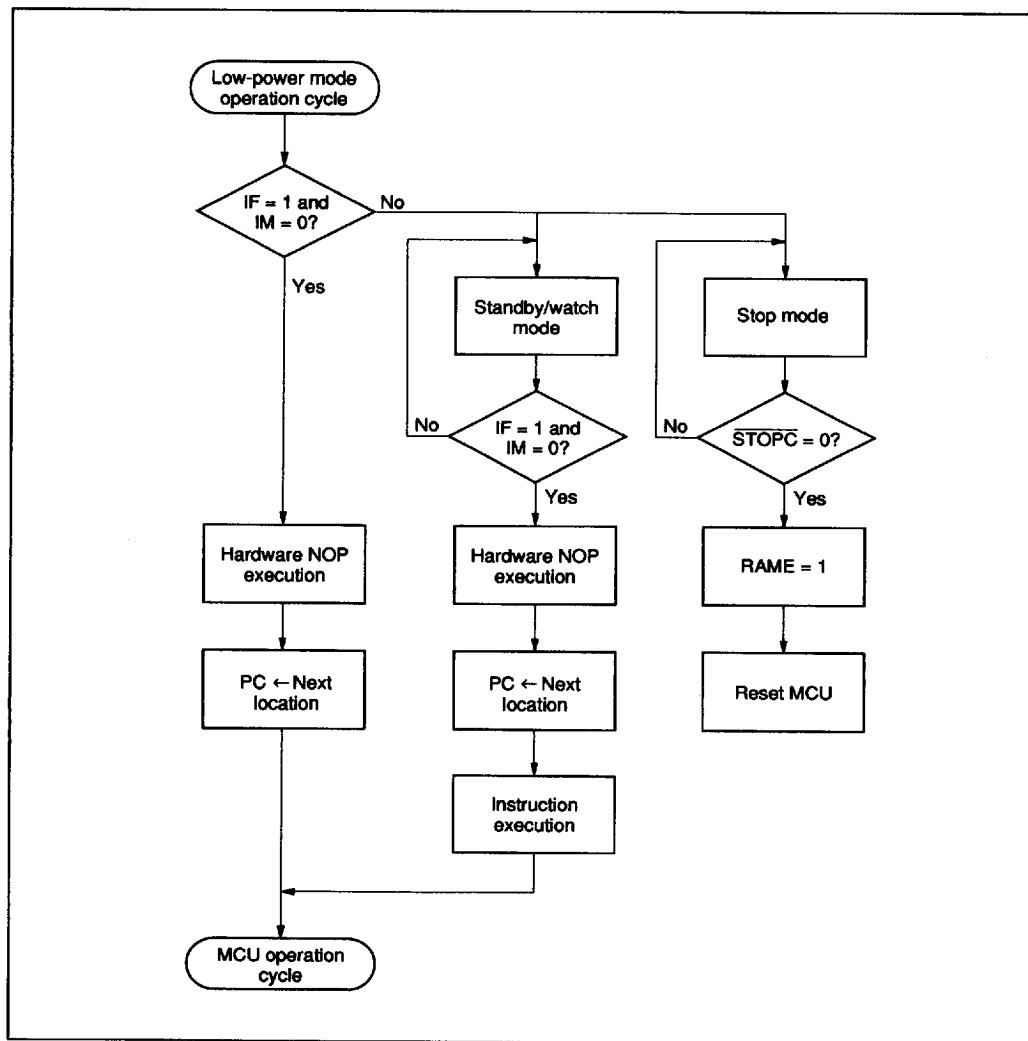 Low-power mode
operation cycle
IF = 1 and
IM = 0?
No
Yes
Standby/watch
mode
No
IF = 1 and
IM = 0?
Yes
Stop mode
No
S̅T̅O̅P̅C̅ = 0?
Yes
Hardware NOP
execution
Hardware NOP
execution
RAME = 1
PC ← Next
location
PC ← Next
location
Reset MCU
Instruction
execution
MCU operation
cycle